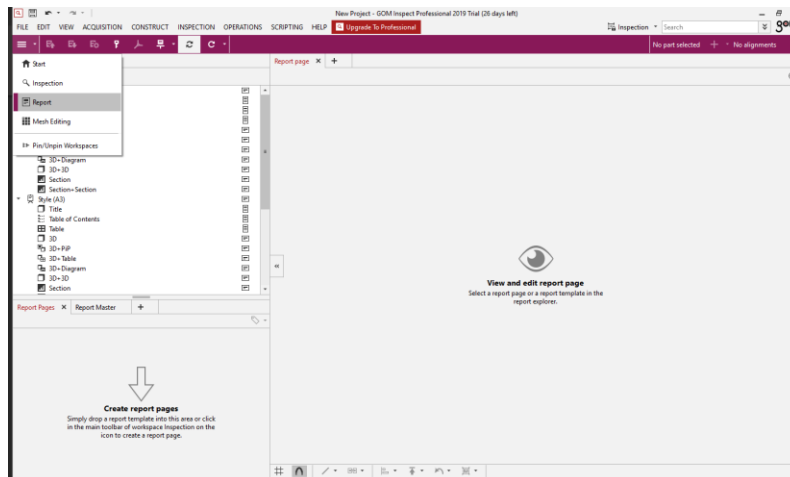 New Project - GOM Inspect Professional 2019 Trial (26 days left)
FILE EDIT VIEW ACQUISITION CONSTRUCT INSPECTION OPERATIONS SCRIPTING HELP Upgrade To Professional
Inspection
Search
No part selected
No alignments
Start
Inspection
Report
Mesh Editing
Pin/Unpin Workspaces
3D+Diagram
3D+3D
Section
Section+Section
Style (A3)
Title
Table of Contents
Table
3D
3D+PiP
3D+Table
3D+Diagram
3D+3D
Section
Report Pages
Report Master
Create report pages
Simply drop a report template into this area or click
in the main toolbar of workspace Inspection on the
icon to create a report page.
Report page
View and edit report page
Select a report page or a report template in the
report explorer.